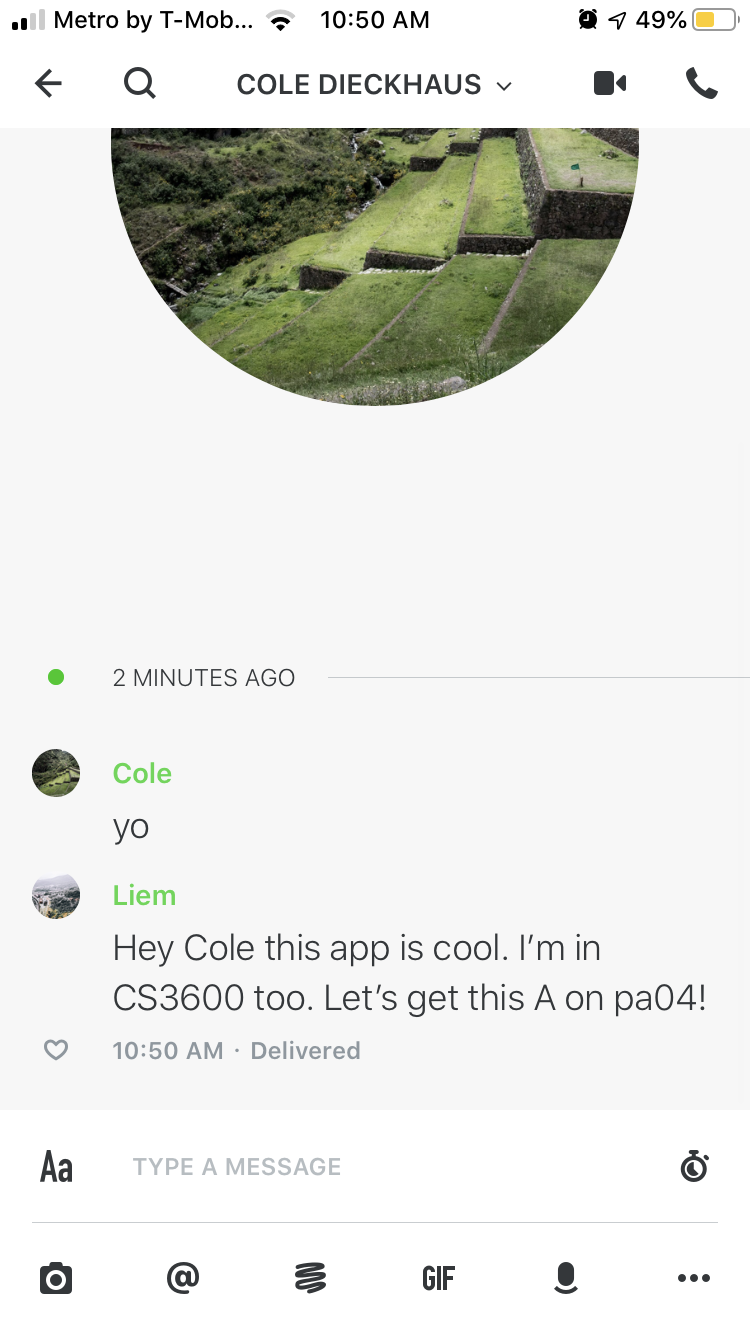 Metro by T-Mob... 10:50 AM 49%
COLE DIECKHAUS
2 MINUTES AGO
Cole
yo
Liem
Hey Cole this app is cool. I’m in
CS3600 too. Let’s get this A on pa04!
10:50 AM · Delivered
Aa TYPE A MESSAGE
@ GIF